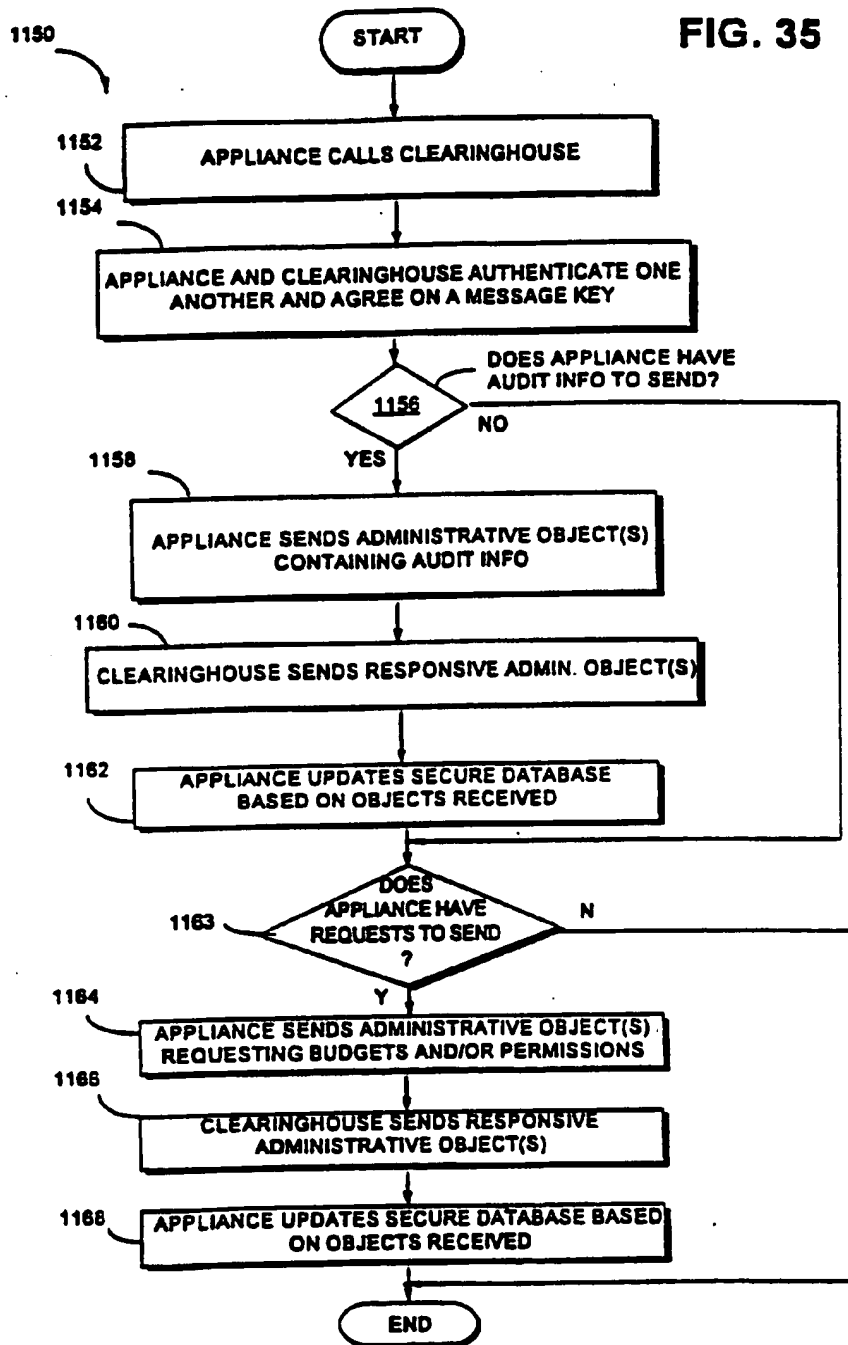 FIG. 35
1150
START
1152
APPLIANCE CALLS CLEARINGHOUSE
1154
APPLIANCE AND CLEARINGHOUSE AUTHENTICATE ONE
ANOTHER AND AGREE ON A MESSAGE KEY
DOES APPLIANCE HAVE
AUDIT INFO TO SEND?
1156
NO
YES
1158
APPLIANCE SENDS ADMINISTRATIVE OBJECT(S)
CONTAINING AUDIT INFO
1160
CLEARINGHOUSE SENDS RESPONSIVE ADMIN. OBJECT(S)
1162
APPLIANCE UPDATES SECURE DATABASE
BASED ON OBJECTS RECEIVED
1163
DOES
APPLIANCE HAVE
REQUESTS TO SEND
?
N
Y
1164
APPLIANCE SENDS ADMINISTRATIVE OBJECT(S)
REQUESTING BUDGETS AND/OR PERMISSIONS
1166
CLEARINGHOUSE SENDS RESPONSIVE
ADMINISTRATIVE OBJECT(S)
1168
APPLIANCE UPDATES SECURE DATABASE BASED
ON OBJECTS RECEIVED
END